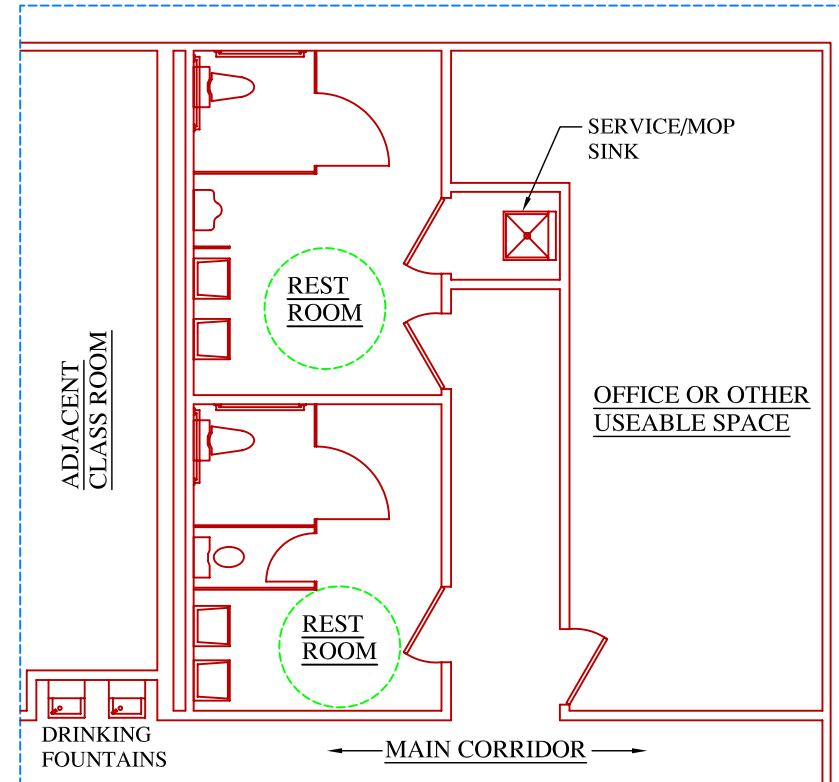 SERVICE/MOP
SINK
REST
ROOM
ADJACENT
CLASS ROOM
OFFICE OR OTHER
USEABLE SPACE
REST
ROOM
DRINKING
FOUNTAINS
MAIN CORRIDOR